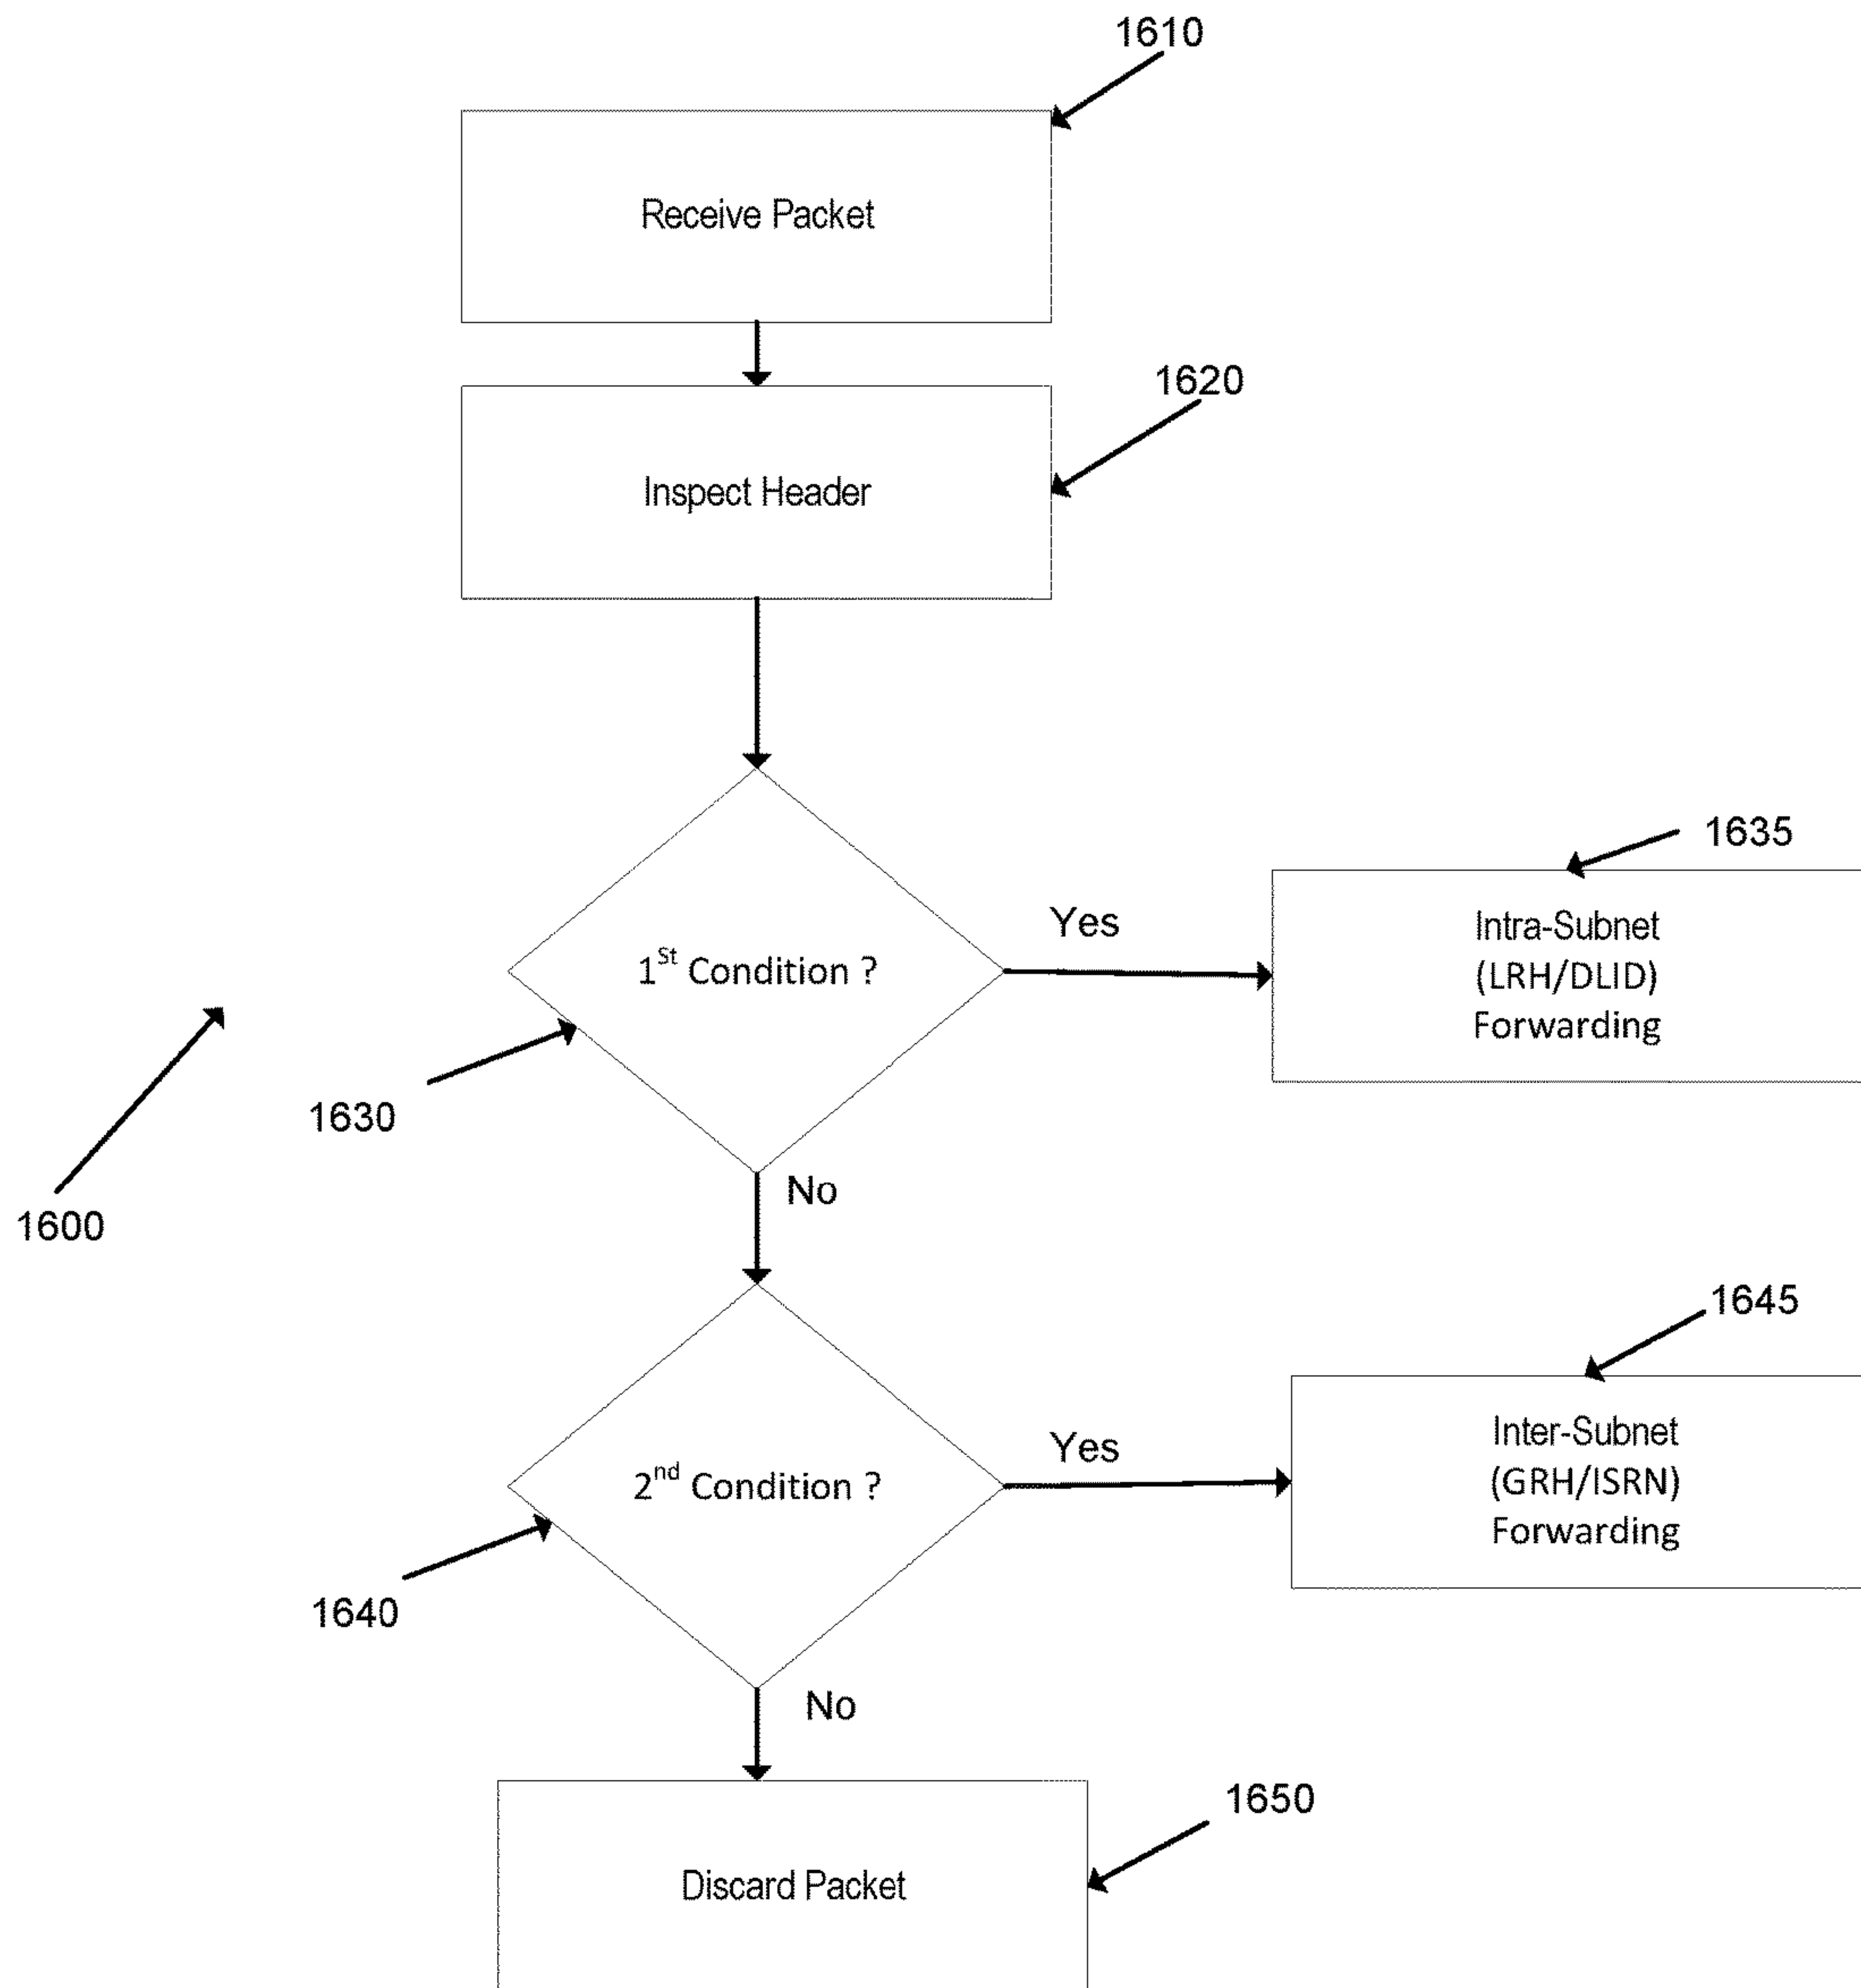 1610
Receive Packet
1620
Inspect Header
1635
Yes
Intra-Subnet
(LRH/DLID)
Forwarding
1St Condition ?
1630
No
1600
1645
Yes
Inter-Subnet
(GRH/ISRN)
Forwarding
2nd Condition ?
1640
No
1650
Discard Packet